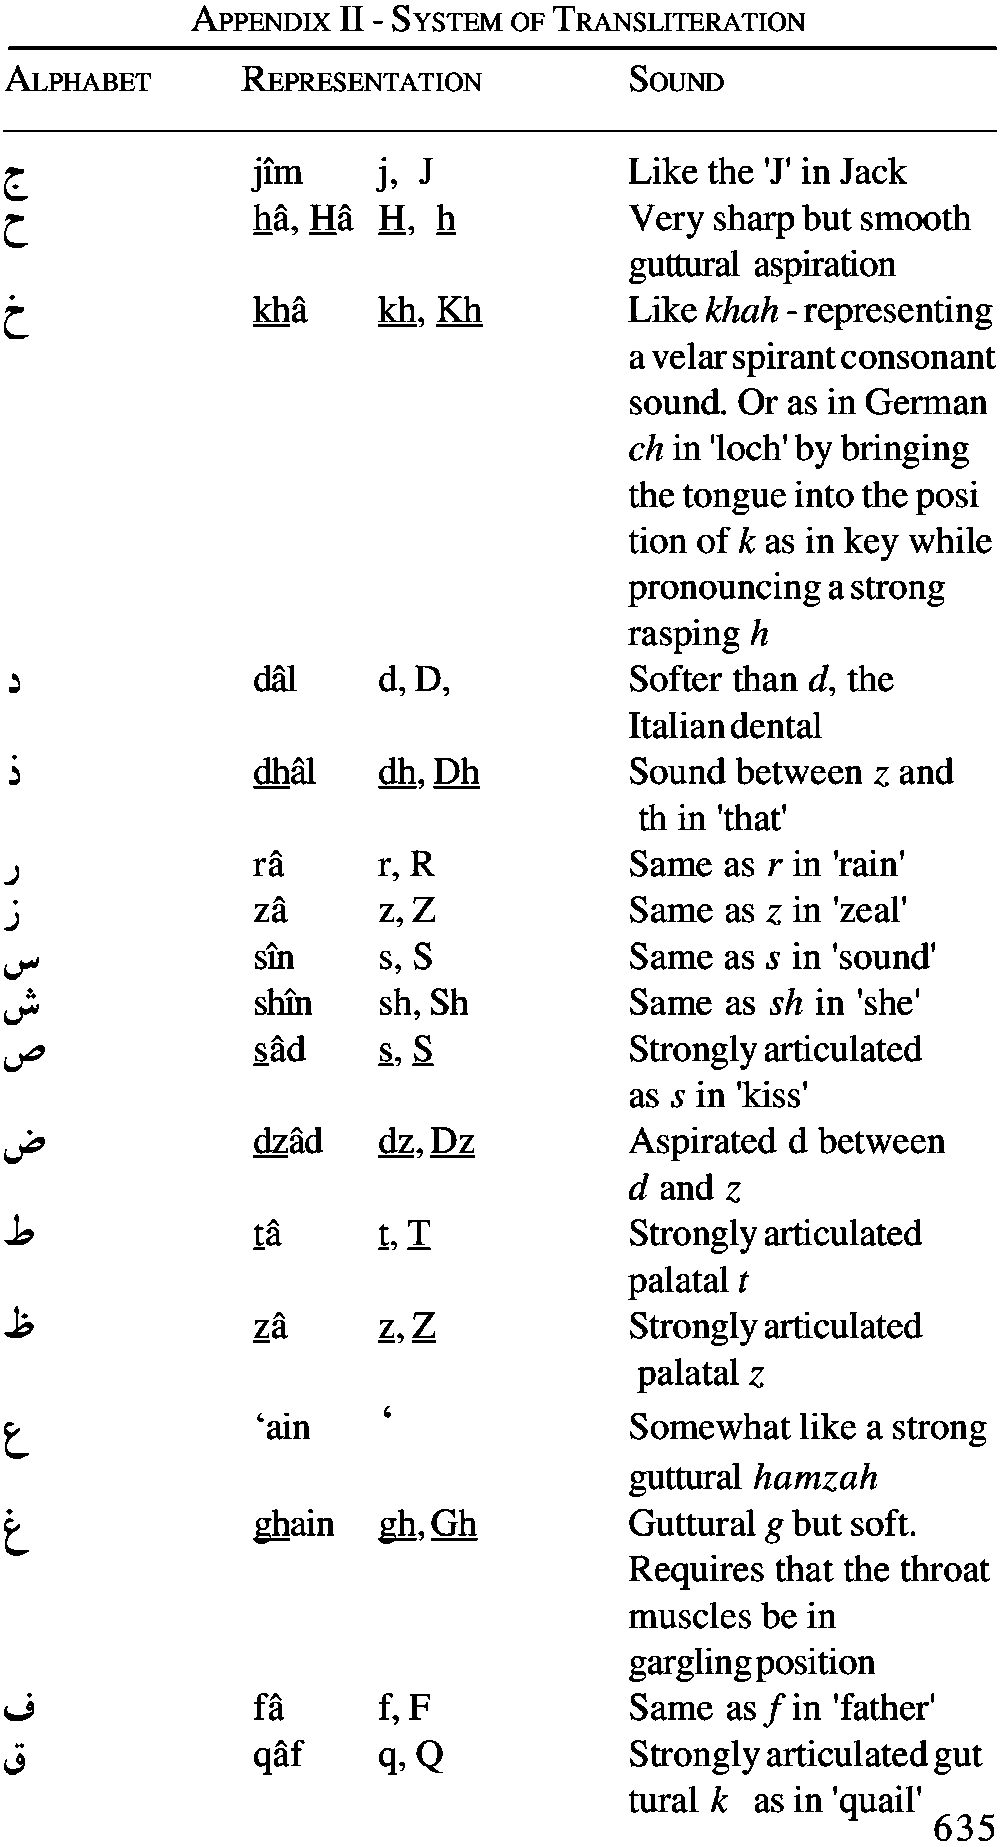 APPENDIX II - SYSTEM OF TRANSLITERATION
ALPHABET REPRESENTATION SOUND
ج jîm j, J Like the 'J' in Jack
ح hâ, Hâ H, h Very sharp but smooth
guttural aspiration
خ khâ kh, Kh Like khah - representing
a velar spirant consonant
sound. Or as in German
ch in 'loch' by bringing
the tongue into the posi
tion of k as in key while
pronouncing a strong
rasping h
د dâl d, D, Softer than d, the
Italian dental
ذ dhâl dh, Dh Sound between z and
th in 'that'
ر râ r, R Same as r in 'rain'
ز zâ z, Z Same as z in 'zeal'
س sîn s, S Same as s in 'sound'
ش shîn sh, Sh Same as sh in 'she'
ص sâd s, S Strongly articulated
as s in 'kiss'
ض dzâd dz, Dz Aspirated d between
d and z
ط tâ t, T Strongly articulated
palatal t
ظ zâ z, Z Strongly articulated
palatal z
ع ‘ain ‘ Somewhat like a strong
guttural hamzah
غ ghain gh, Gh Guttural g but soft.
Requires that the throat
muscles be in
gargling position
ف fâ f, F Same as f in 'father'
ق qâf q, Q Strongly articulated gut
tural k as in 'quail'
635